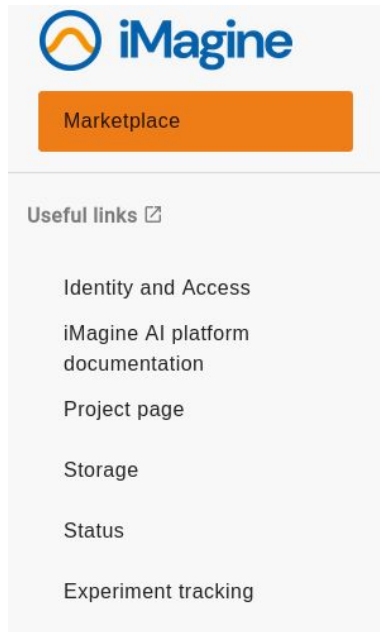 iMagine
Marketplace
Useful links
Identity and Access
iMagine AI platform
documentation
Project page
Storage
Status
Experiment tracking